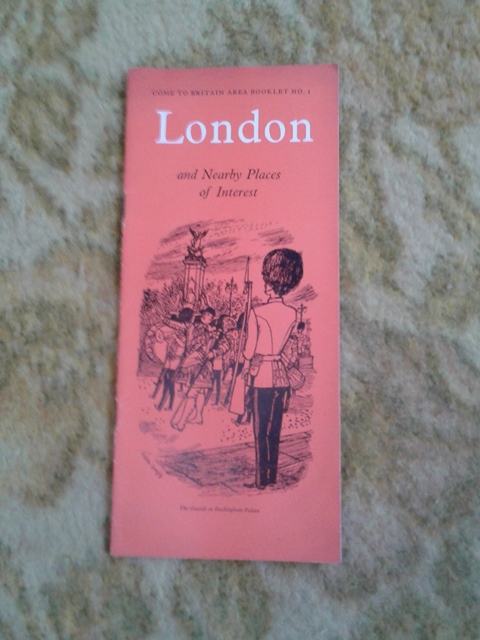 COME TO BRITAIN AREA BOOKLET NO. 1
London
and Nearby Places
of Interest
The Guards at Buckingham Palace